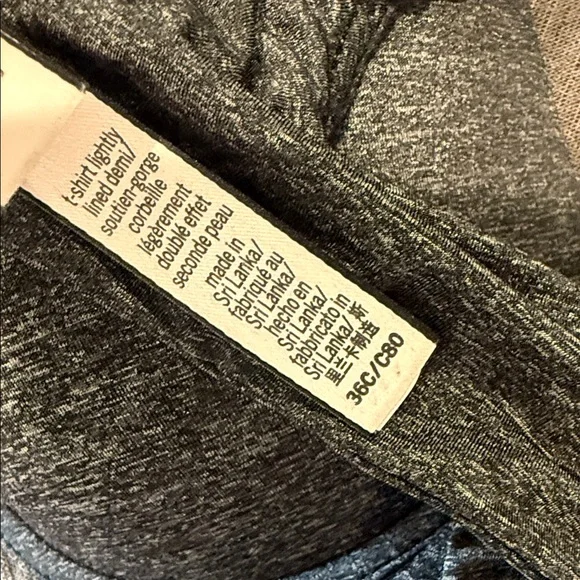 t-shirt lightly
lined demi/
soutien-gorge
corbeille
légèrement
doublé effet
seconde peau
made in
Sri Lanka/
fabriqué au
Sri Lanka/
hecho en
Sri Lanka/
fabbricato in
Sri Lanka/ 斯
里兰卡制造
36C/C80